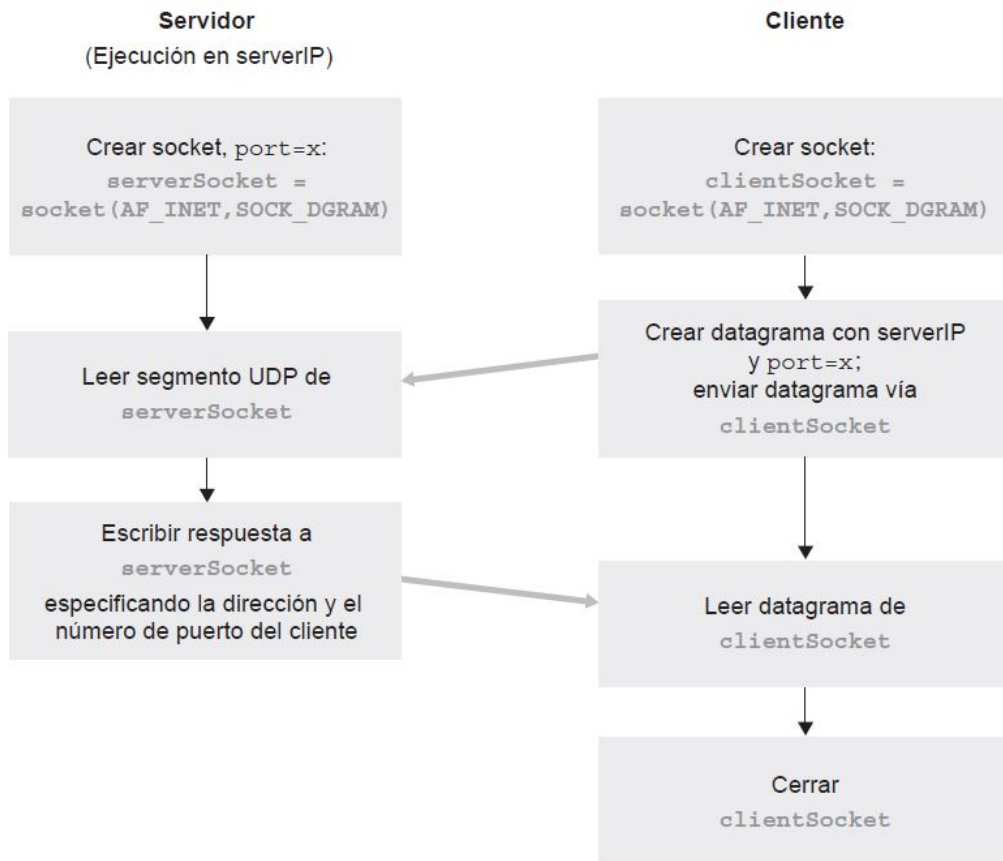 Servidor
(Ejecución en serverIP)
Crear socket, port=x:
serverSocket =
socket(AF_INET,SOCK_DGRAM)
Leer segmento UDP de
serverSocket
Escribir respuesta a
serverSocket
especificando la dirección y el
número de puerto del cliente
Cliente
Crear socket:
clientSocket =
socket(AF_INET,SOCK_DGRAM)
Crear datagrama con serverIP
y port=x;
enviar datagrama vía
clientSocket
Leer datagrama de
clientSocket
Cerrar
clientSocket